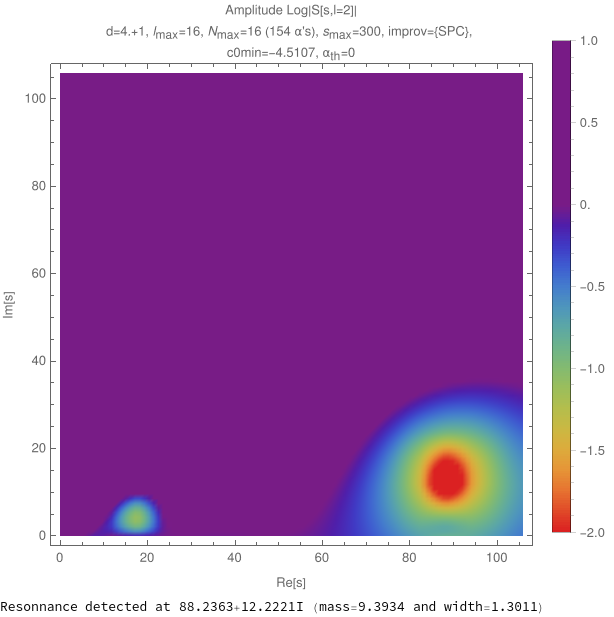 Amplitude Log|S[s,l=2]|
d=4.+1, lmax=16, Nmax=16 (154 α's), smax=300, improv={SPC},
c0min=−4.5107, αth=0
1.0
100
0.5
80
0.
60
Im[s]
−0.5
40
−1.0
20
−1.5
0
−2.0
0 20 40 60 80 100
Re[s]
Resonnance detected at 88.2363+12.2221I (mass=9.3934 and width=1.3011)